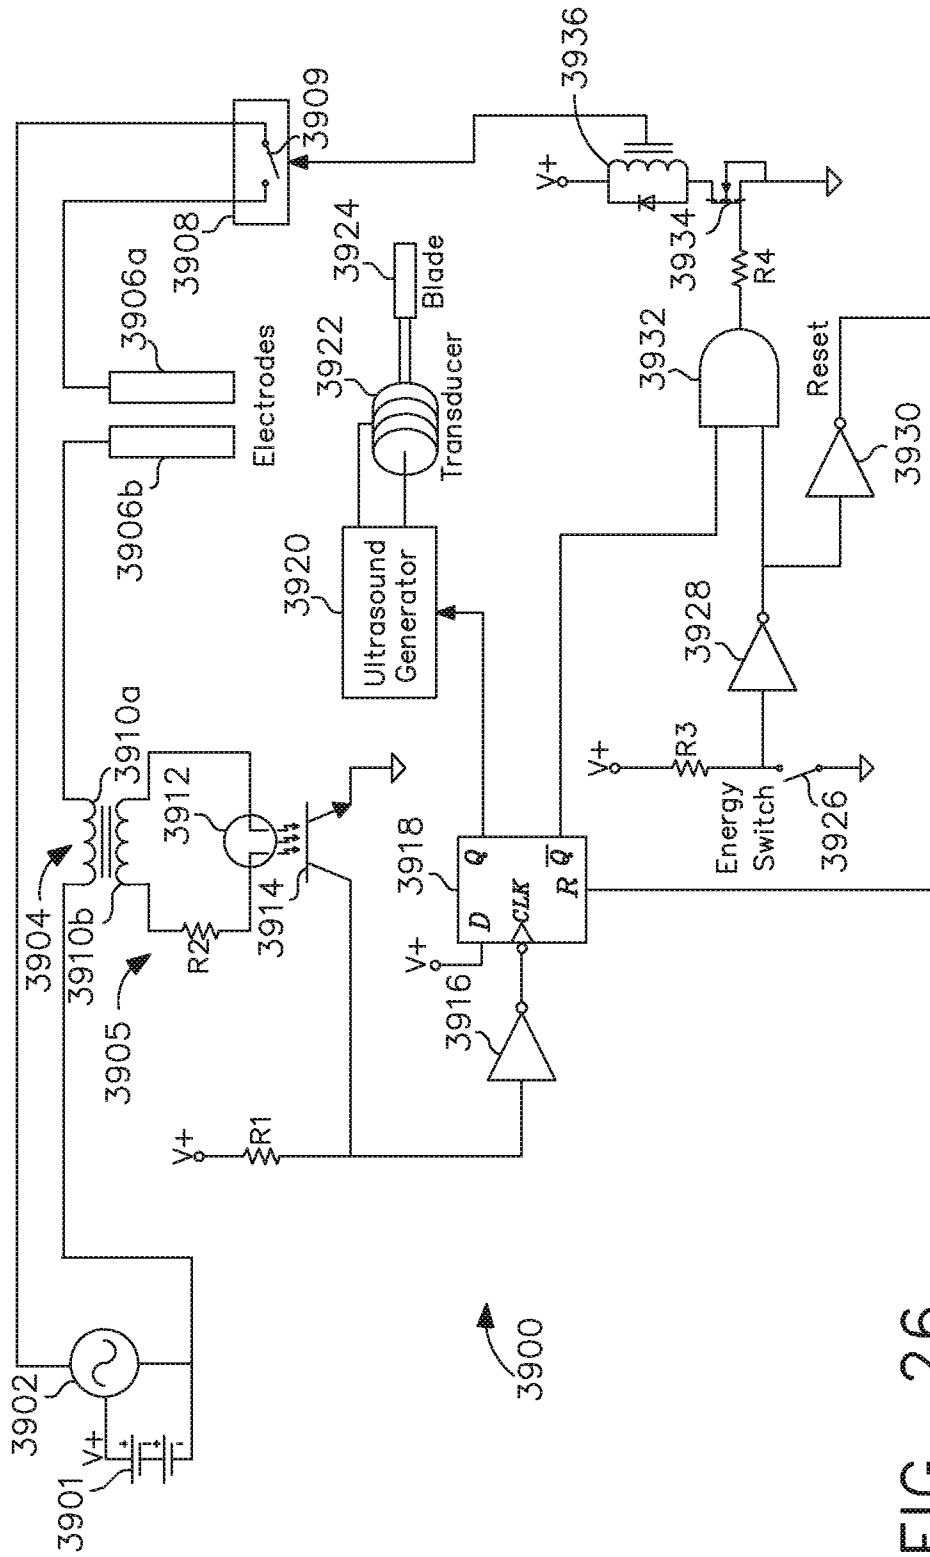 3901
V+
+
+
-
3902
3904
3910a
3910b
3905
R2
3912
3914
V+
R1
3906b
3906a
Electrodes
3908
3909
3920
Ultrasound
Generator
3922
Transducer
3924
Blade
3916
V+
3918
D
Q
CLK
Q
R
3900
V+
R3
Energy
Switch
3926
3928
3930
Reset
3932
R4
3934
V+
3936
FIG. 26